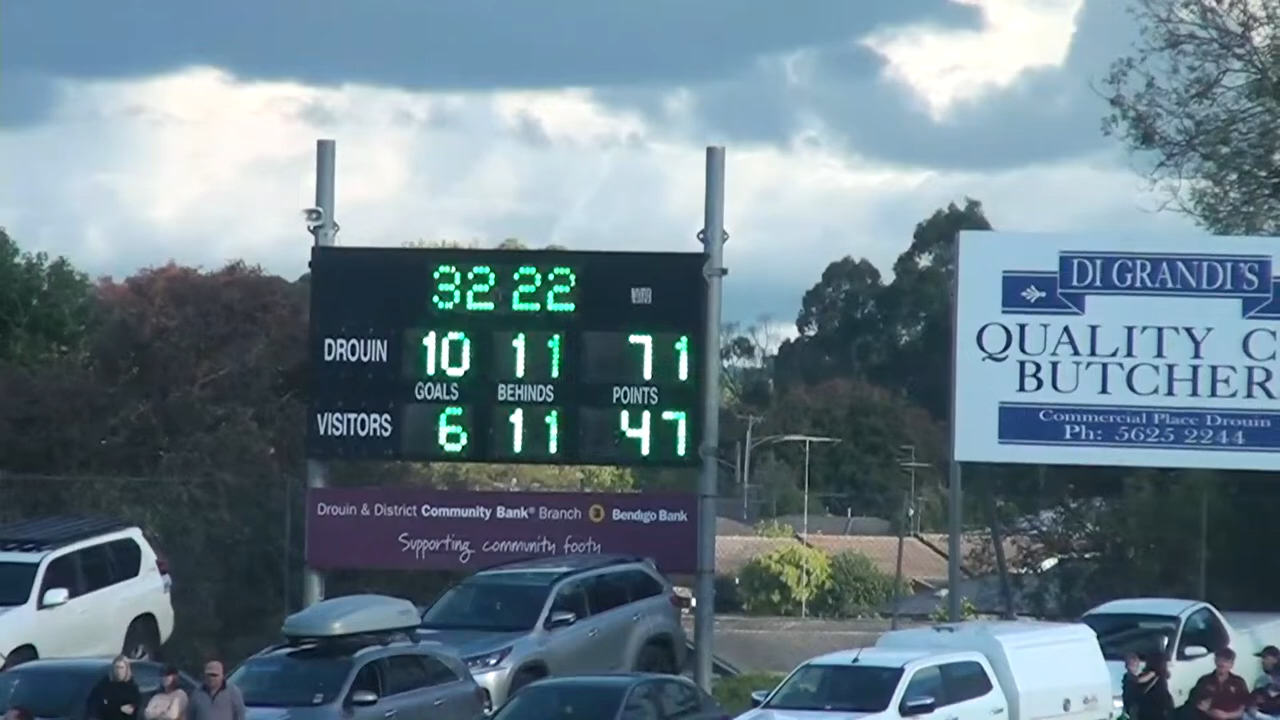 32 22
DROUIN 10 11 71
GOALS BEHINDS POINTS
VISITORS 6 11 47
Drouin & District Community Bank® Branch Bendigo Bank
Supporting community footy
DI GRANDI'S
QUALITY C
BUTCHER
Commercial Place Drouin
Ph: 5625 2244